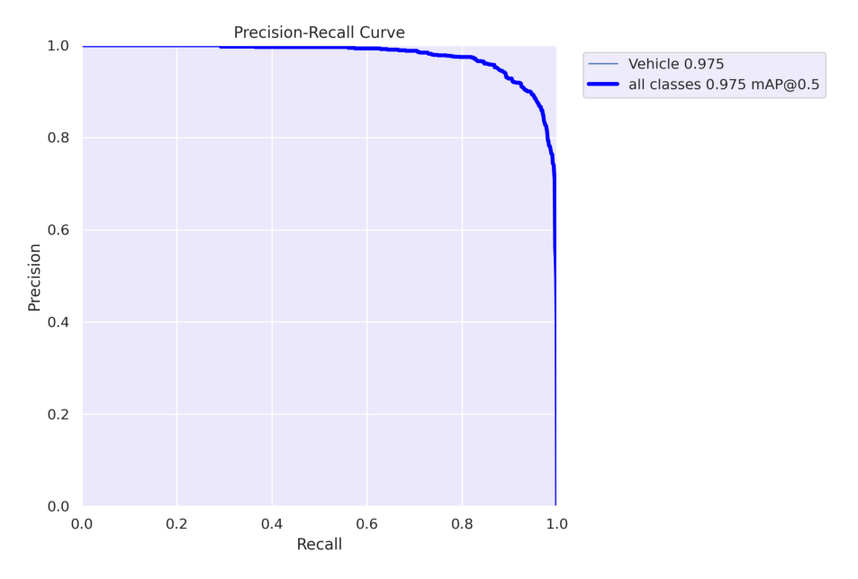 Precision-Recall Curve
1.0
0.8
0.6
0.4
0.2
0.0
Precision
0.0 0.2 0.4 0.6 0.8 1.0
Recall
Vehicle 0.975
all classes 0.975 mAP@0.5